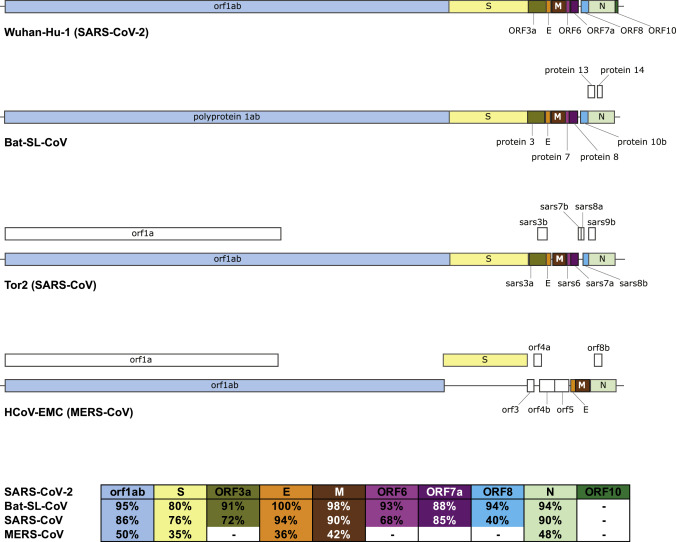 orf1ab S M N
ORF3a E ORF6 ORF7a ORF8 ORF10
Wuhan-Hu-1 (SARS-CoV-2)
protein 13 protein 14
polyprotein 1ab S M N
protein 3 E protein 10b
Bat-SL-CoV
protein 7 protein 8
sars7b
sars8a
sars3b sars9b
orf1a
orf1ab S M N
sars3a E sars6 sars7a sars8b
Tor2 (SARS-CoV)
orf4a orf8b
orf1a S
orf1ab M N
orf3 orf4b orf5 E
HCoV-EMC (MERS-CoV)
SARS-CoV-2 orf1ab S ORF3a E M ORF6 ORF7a ORF8 N ORF10
Bat-SL-CoV 95% 80% 91% 100% 98% 93% 88% 94% 94% -
SARS-CoV 86% 76% 72% 94% 90% 68% 85% 40% 90% -
MERS-CoV 50% 35% - 36% 42% - - - 48% -